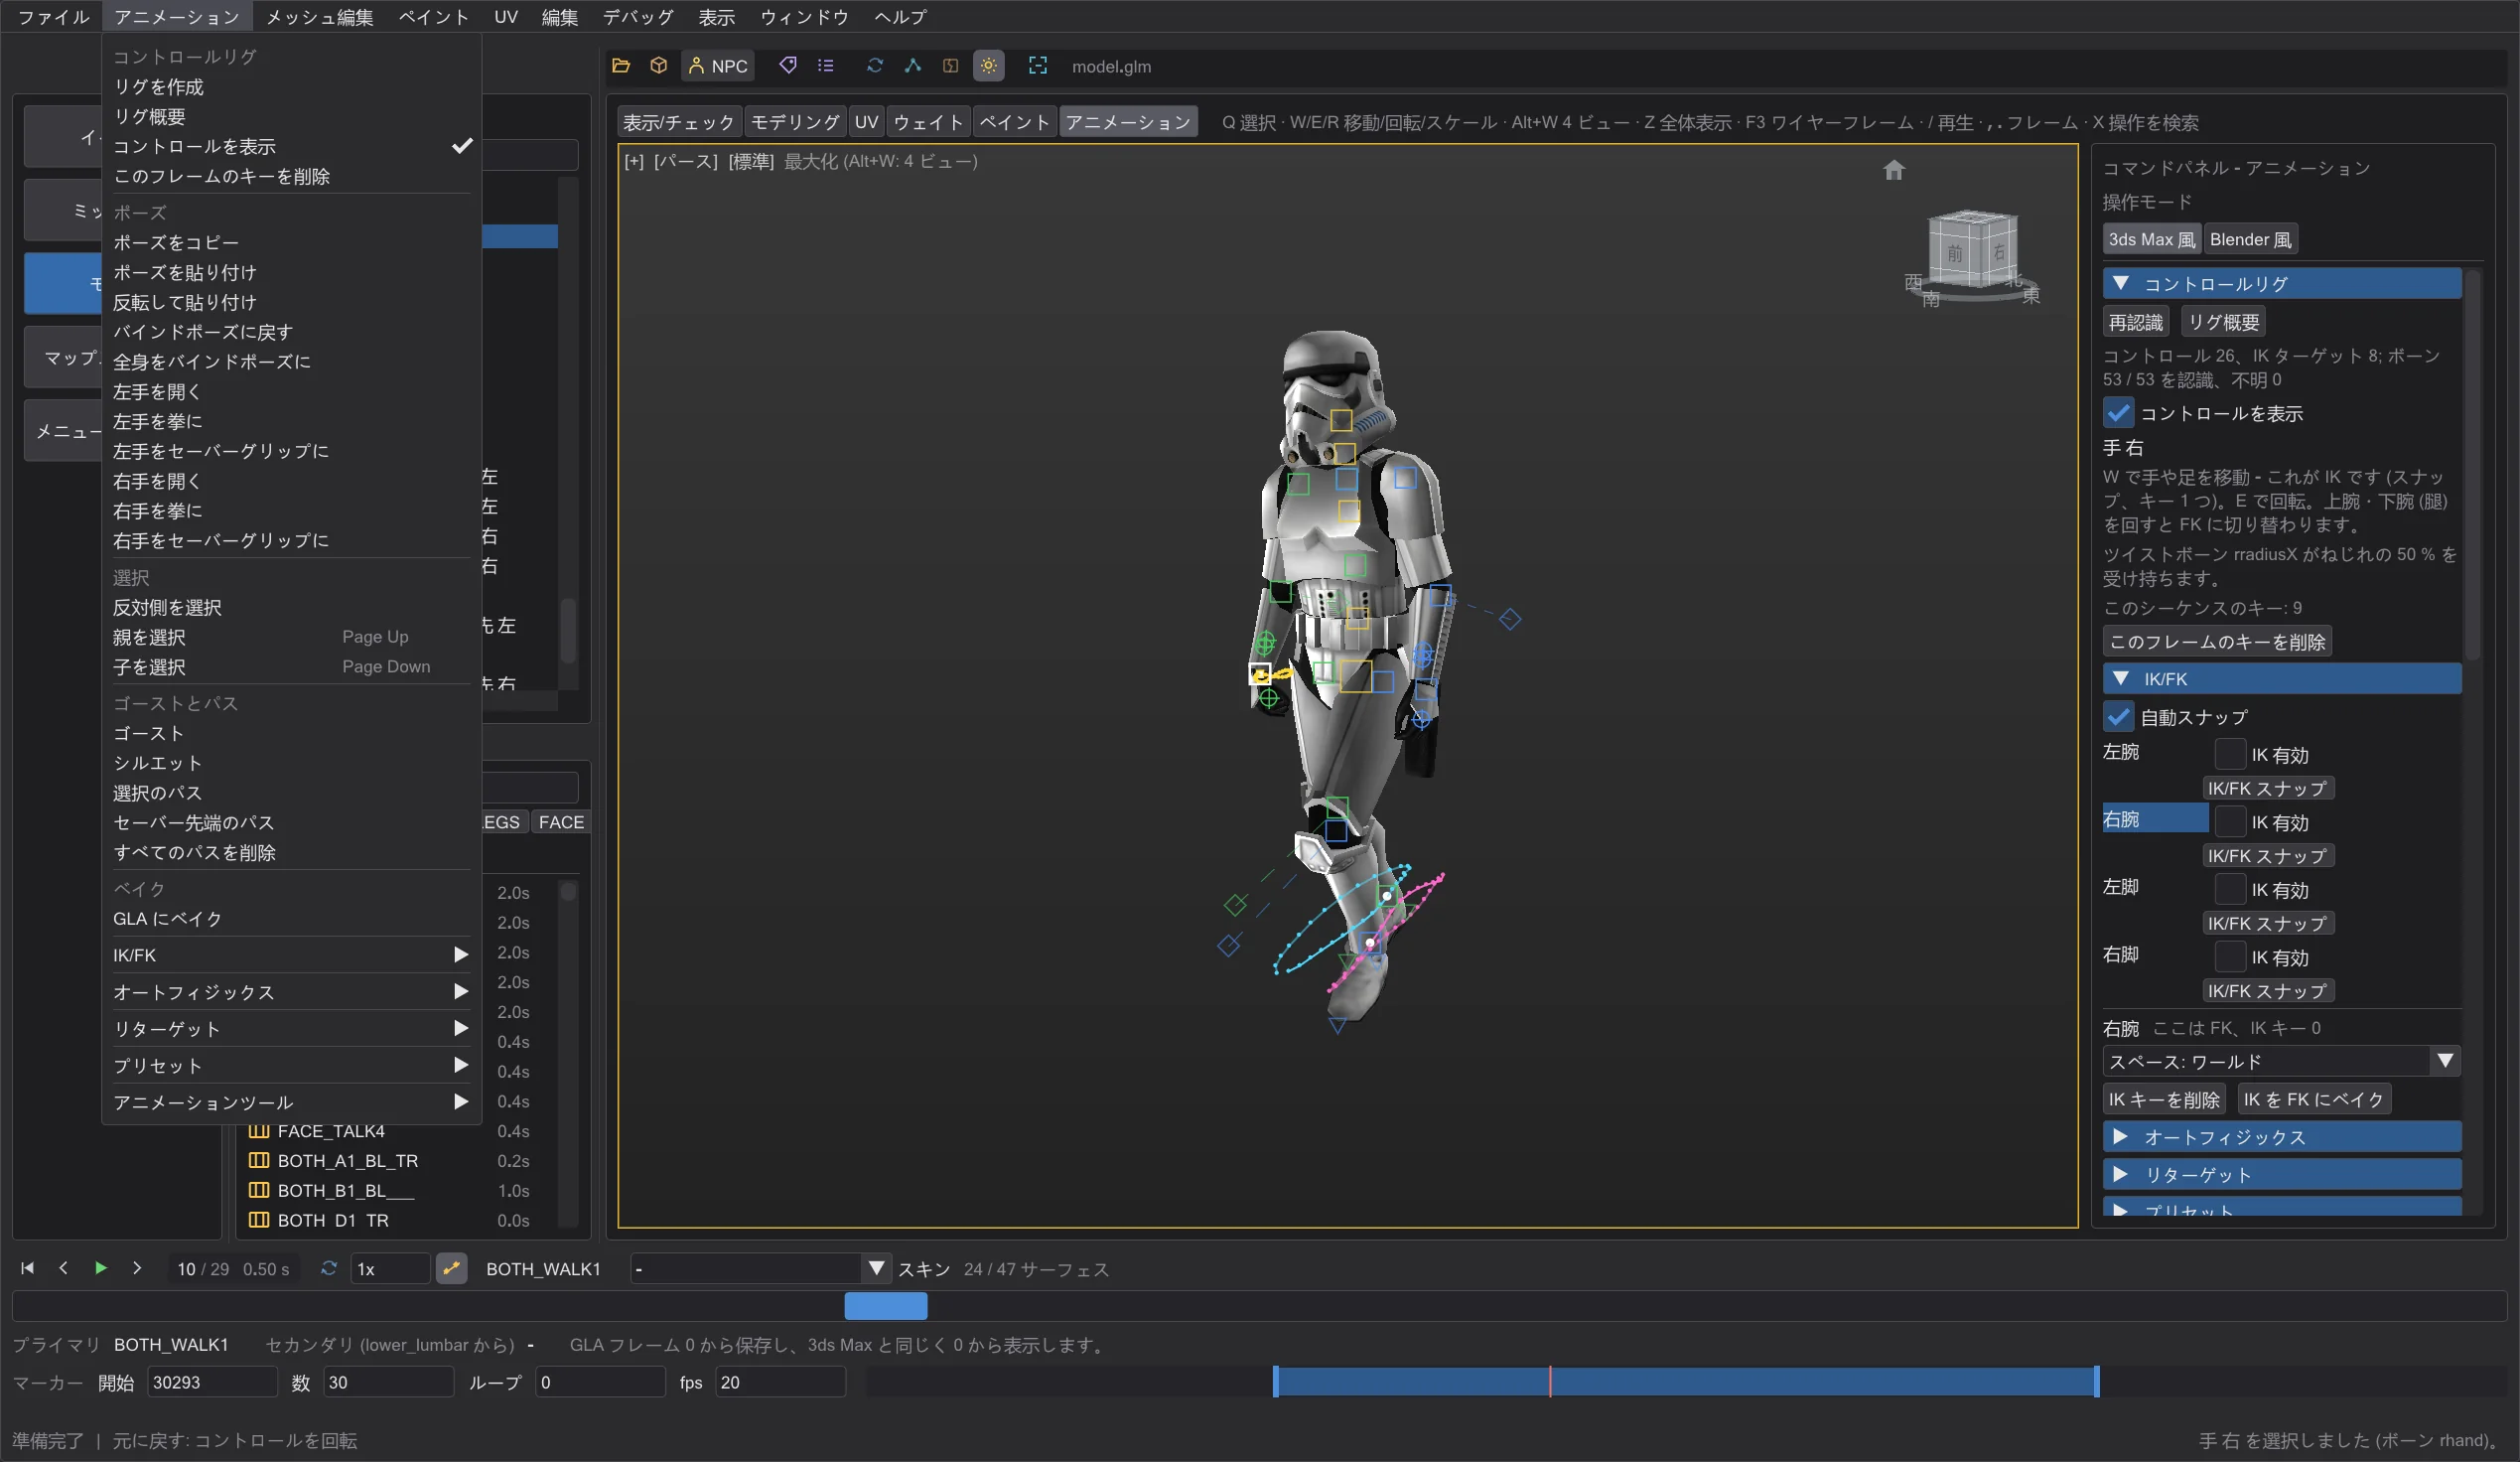 ファイル アニメーション メッシュ編集 ペイント UV 編集 デバッグ 表示 ウィンドウ ヘルプ
コントロールリグ
リグを作成
リグ概要
コントロールを表示
このフレームのキーを削除
ポーズ
ポーズをコピー
ポーズを貼り付け
反転して貼り付け
バインドポーズに戻す
全身をバインドポーズに
左手を開く
左手を拳に
左手をセーバーグリップに
右手を開く
右手を拳に
右手をセーバーグリップに
選択
反対側を選択
親を選択 Page Up
子を選択 Page Down
ゴーストとパス
ゴースト
シルエット
選択のパス
セーバー先端のパス
すべてのパスを削除
ベイク
GLA にベイク
IK/FK
オートフィジックス
リターゲット
プリセット
アニメーションツール
マップ
メニュー
左
左
右
右
先 左
先 右
EGS FACE
2.0s
2.0s
2.0s
2.0s
2.0s
0.4s
0.4s
0.4s
FACE_TALK4 0.4s
BOTH_A1_BL_TR 0.2s
BOTH_B1_BL___ 1.0s
BOTH_D1_TR 0.0s
NPC model.glm
表示/チェック モデリング UV ウェイト ペイント アニメーション Q 選択 · W/E/R 移動/回転/スケール · Alt+W 4 ビュー · Z 全体表示 · F3 ワイヤーフレーム · / 再生 · , . フレーム · X 操作を検索
[+] [パース] [標準] 最大化 (Alt+W: 4 ビュー)
前 右
西 南 北 東
コマンドパネル - アニメーション
操作モード
3ds Max 風 Blender 風
コントロールリグ
再認識 リグ概要
コントロール 26、IK ターゲット 8; ボーン
53 / 53 を認識、不明 0
コントロールを表示
手 右
W で手や足を移動 - これが IK です (スナッ
プ、キー 1 つ)。E で回転。上腕・下腕 (腿)
を回すと FK に切り替わります。
ツイストボーン rradiusX がねじれの 50 % を
受け持ちます。
このシーケンスのキー: 9
このフレームのキーを削除
IK/FK
自動スナップ
左腕 IK 有効
IK/FK スナップ
右腕 IK 有効
IK/FK スナップ
左脚 IK 有効
IK/FK スナップ
右脚 IK 有効
IK/FK スナップ
右腕 ここは FK、IK キー 0
スペース: ワールド
IK キーを削除 IK を FK にベイク
オートフィジックス
リターゲット
プリセット
10 / 29 0.50 s 1x BOTH_WALK1 - スキン 24 / 47 サーフェス
プライマリ BOTH_WALK1 セカンダリ (lower_lumbar から) - GLA フレーム 0 から保存し、3ds Max と同じく 0 から表示します。
マーカー 開始 30293 数 30 ループ 0 fps 20
準備完了 | 元に戻す: コントロールを回転 手 右 を選択しました (ボーン rhand)。